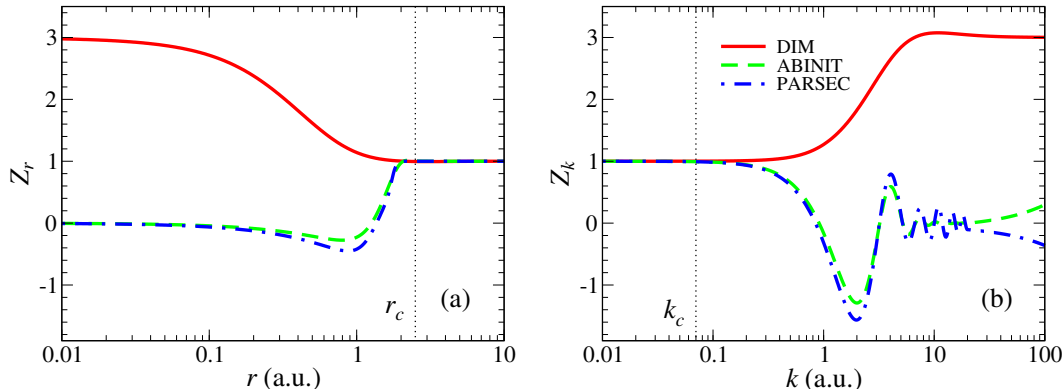 3
2
1
0
-1
Z_r
r_c
(a)
0.01 0.1 1 10
r (a.u.)
3
2
1
0
-1
Z_k
DIM
ABINIT
PARSEC
k_c
(b)
0.01 0.1 1 10 100
k (a.u.)